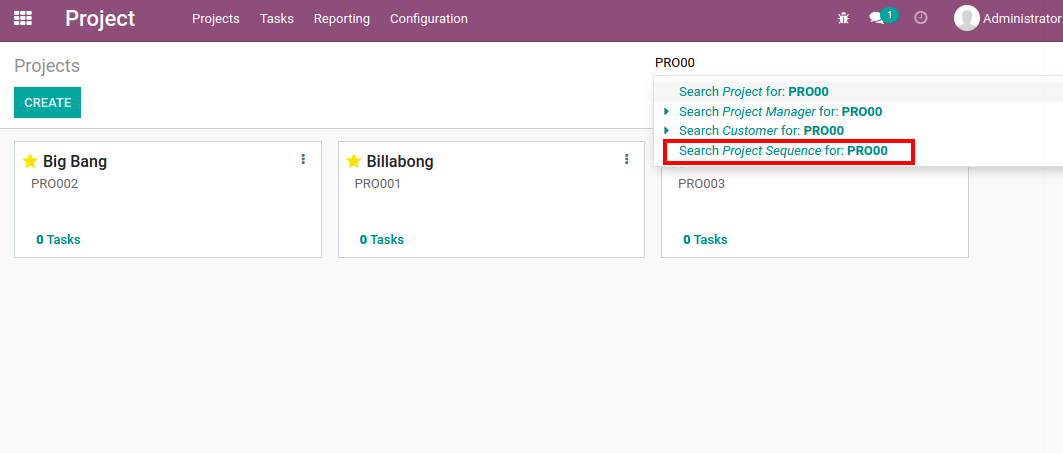 Project Projects Tasks Reporting Configuration 1 Administrator
Projects
PRO00
CREATE
Search Project for: PRO00
Search Project Manager for: PRO00
Search Customer for: PRO00
Search Project Sequence for: PRO00
Big Bang
PRO002
0 Tasks
Billabong
PRO001
0 Tasks
PRO003
0 Tasks